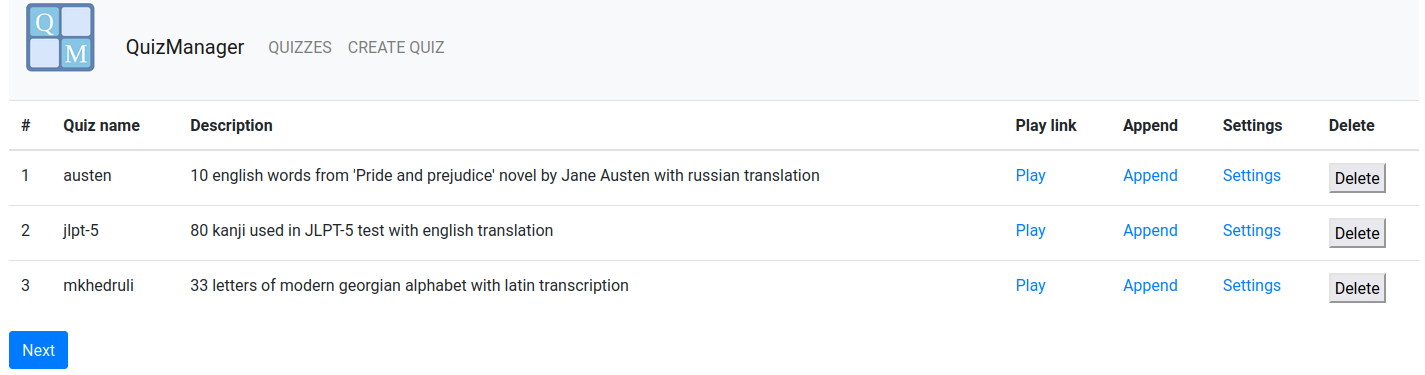 Q
M
QuizManager QUIZZES CREATE QUIZ
# Quiz name Description Play link Append Settings Delete
1 austen 10 english words from 'Pride and prejudice' novel by Jane Austen with russian translation Play Append Settings Delete
2 jlpt-5 80 kanji used in JLPT-5 test with english translation Play Append Settings Delete
3 mkhedruli 33 letters of modern georgian alphabet with latin transcription Play Append Settings Delete
Next